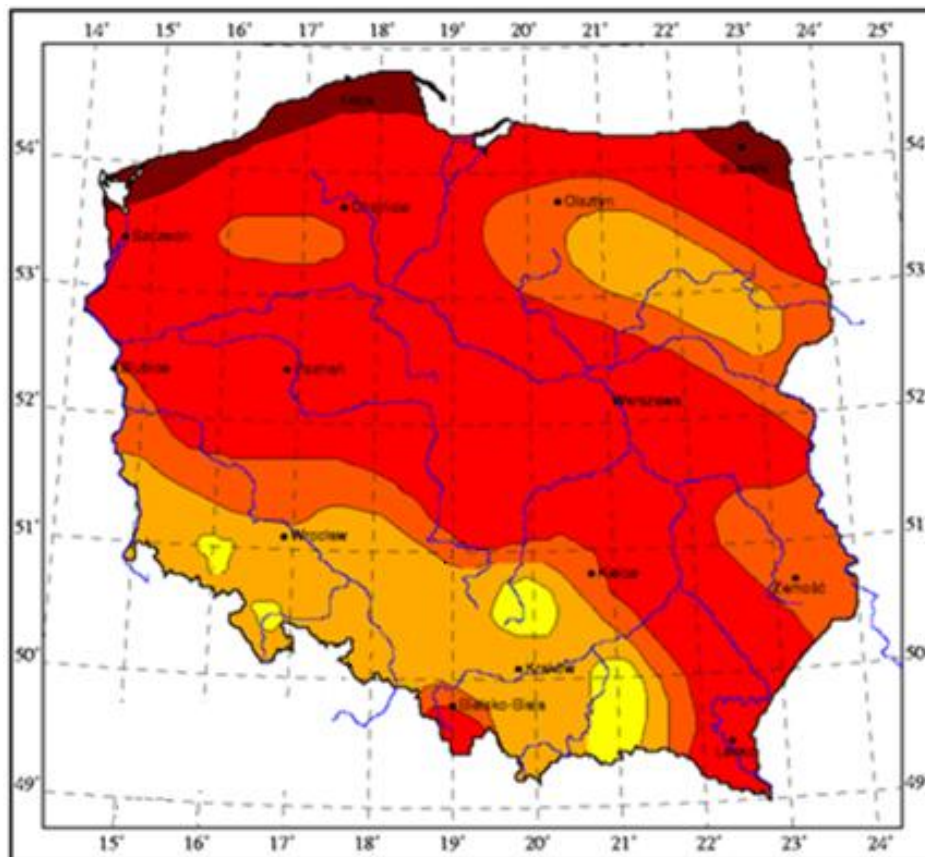 14° 15° 16° 17° 18° 19° 20° 21° 22° 23° 24° 25°
54° 54°
Olsztyn
53° 53°
Poznań
52° Warszawa 52°
51° Wrocław 51°
Kielce
Zamość
50° Kraków 50°
Bielsko-Biała
49° 49°
15° 16° 17° 18° 19° 20° 21° 22° 23° 24°